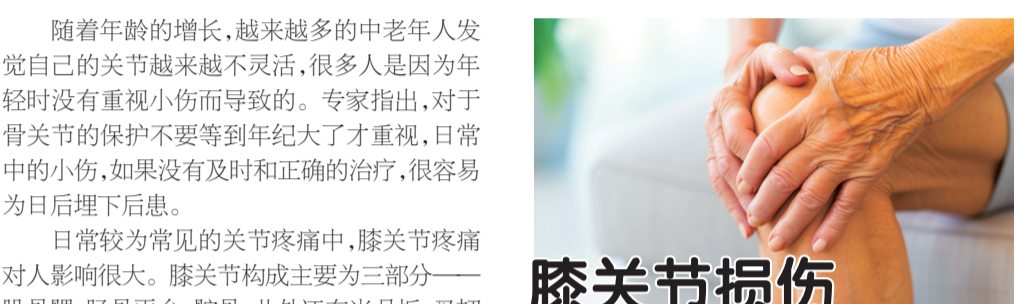 随着年龄的增长,越来越多的中老年人发
觉自己的关节越来越不灵活,很多人是因为年
轻时没有重视小伤而导致的。专家指出,对于
骨关节的保护不要等到年纪大了才重视,日常
中的小伤,如果没有及时和正确的治疗,很容易
为日后埋下后患。
日常较为常见的关节疼痛中,膝关节疼痛
对人影响很大。膝关节构成主要为三部分——
膝关节损伤